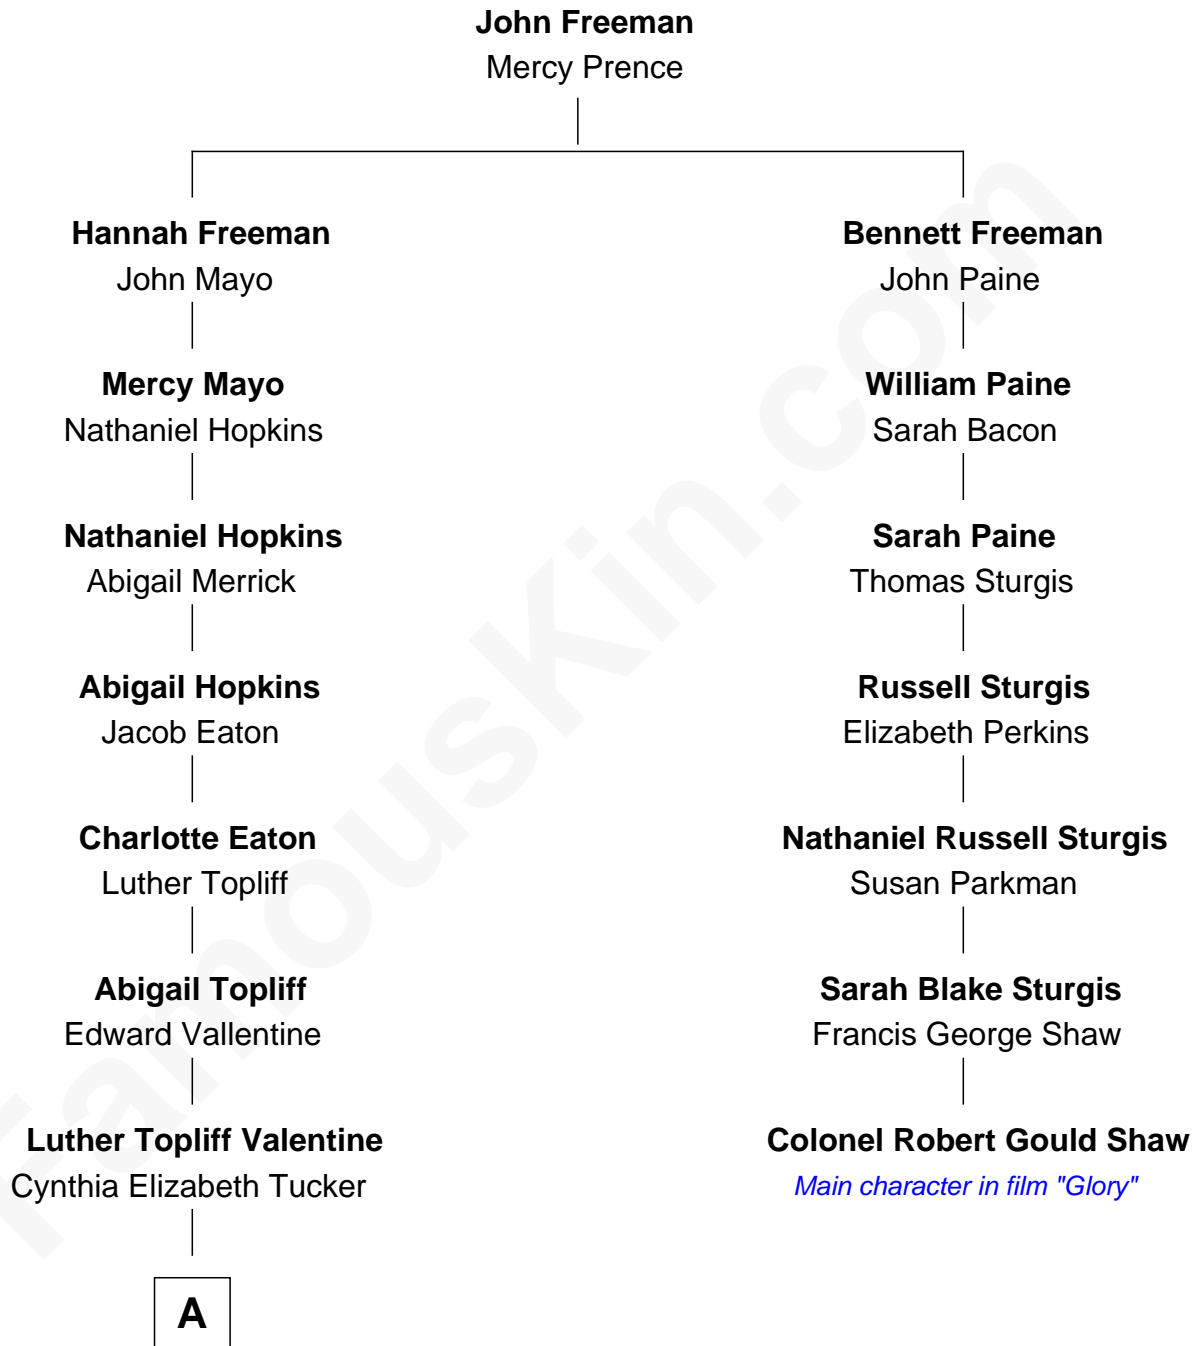 John Freeman
Mercy Prence
Hannah Freeman
John Mayo
Mercy Mayo
Nathaniel Hopkins
Nathaniel Hopkins
Abigail Merrick
Abigail Hopkins
Jacob Eaton
Charlotte Eaton
Luther Topliff
Abigail Topliff
Edward Vallentine
Luther Topliff Valentine
Cynthia Elizabeth Tucker
A
Bennett Freeman
John Paine
William Paine
Sarah Bacon
Sarah Paine
Thomas Sturgis
Russell Sturgis
Elizabeth Perkins
Nathaniel Russell Sturgis
Susan Parkman
Sarah Blake Sturgis
Francis George Shaw
Colonel Robert Gould Shaw
Main character in film "Glory"
FamousKin.com